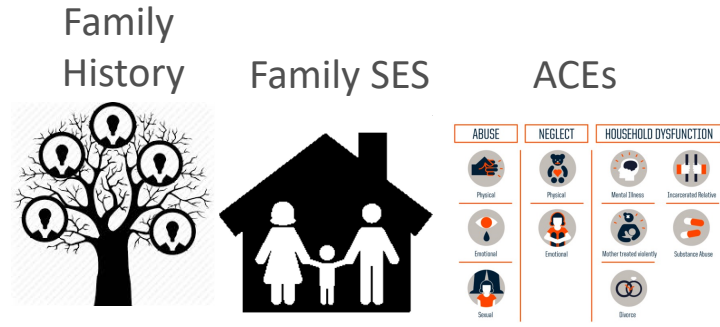 Family
History
Family SES
ACEs
ABUSE
NEGLECT
HOUSEHOLD DYSFUNCTION
Physical
Physical
Mental Illness
Incarcerated Relative
Emotional
Emotional
Mother treated violently
Substance Abuse
Sexual
Divorce